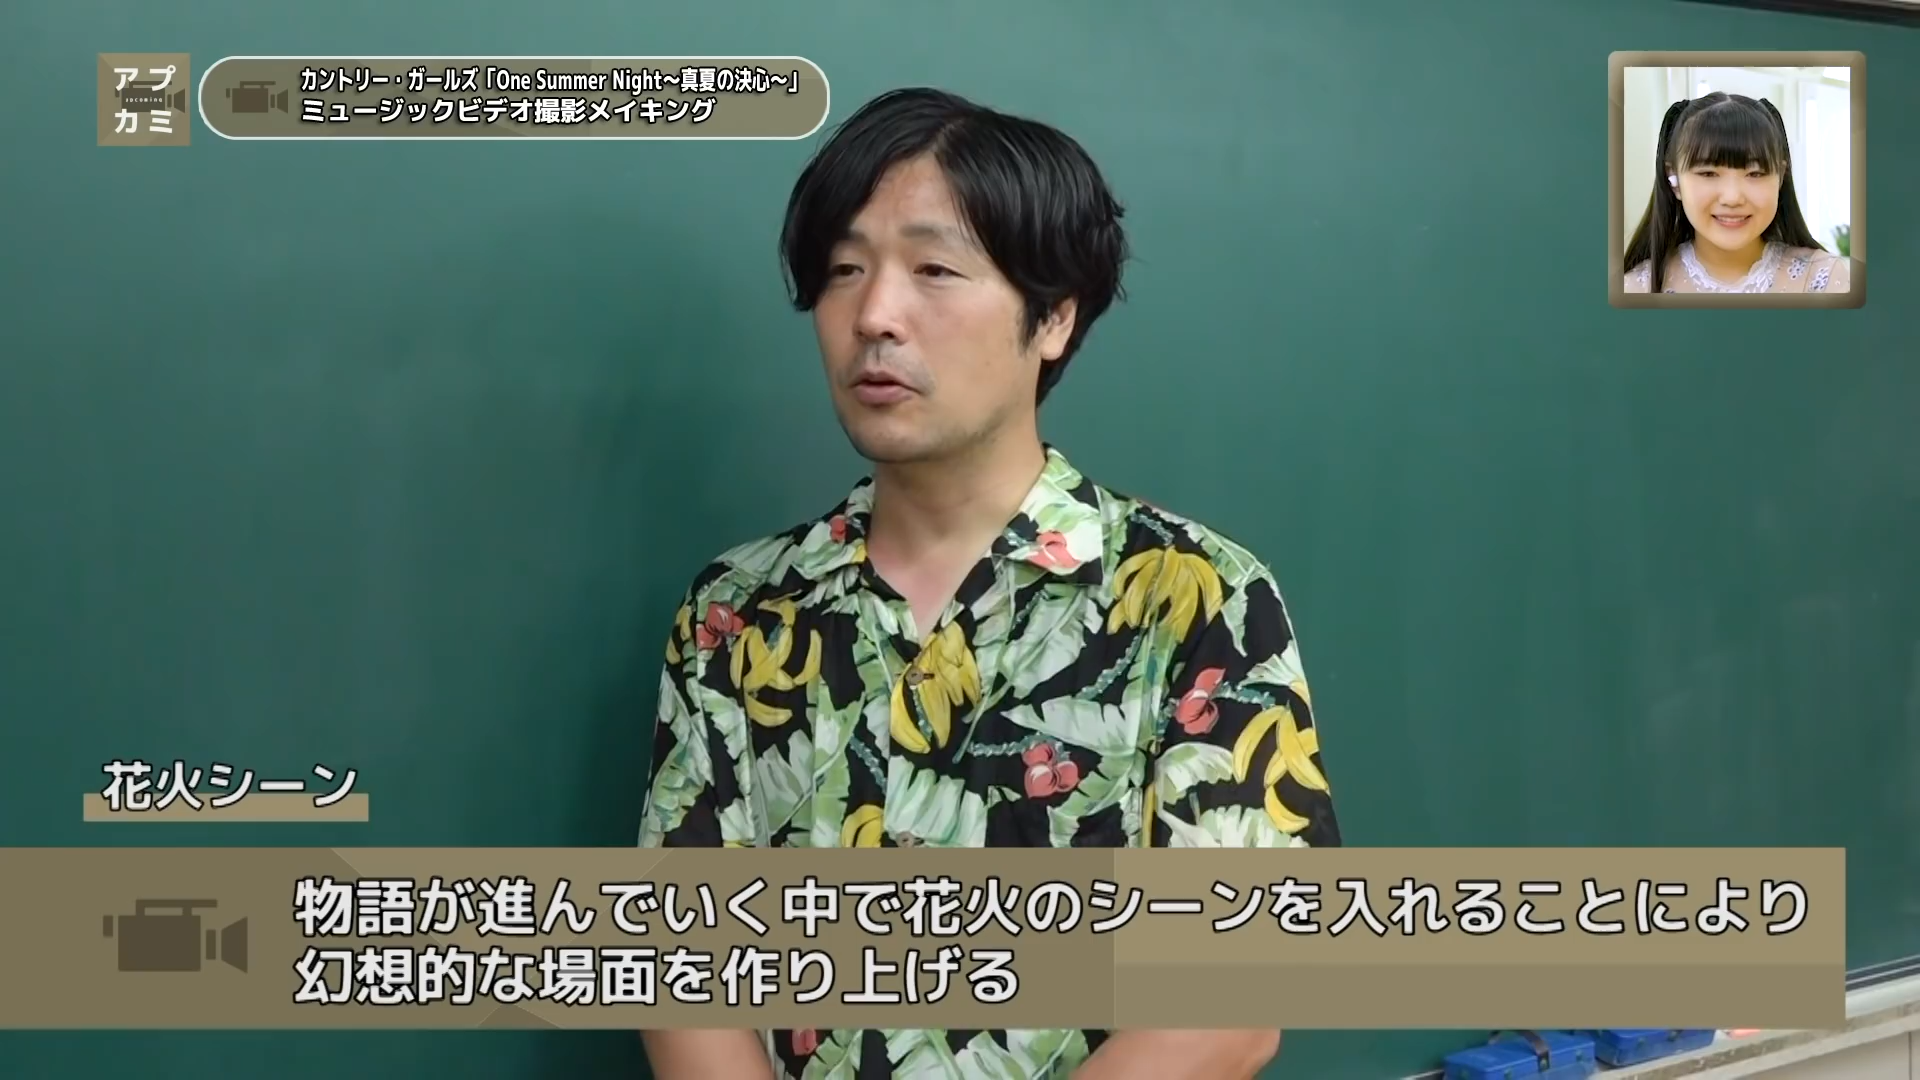 アプ
upcoming
カミ
カントリー・ガールズ「One Summer Night～真夏の決心～」
ミュージックビデオ撮影メイキング
花火シーン
物語が進んでいく中で花火のシーンを入れることにより
幻想的な場面を作り上げる